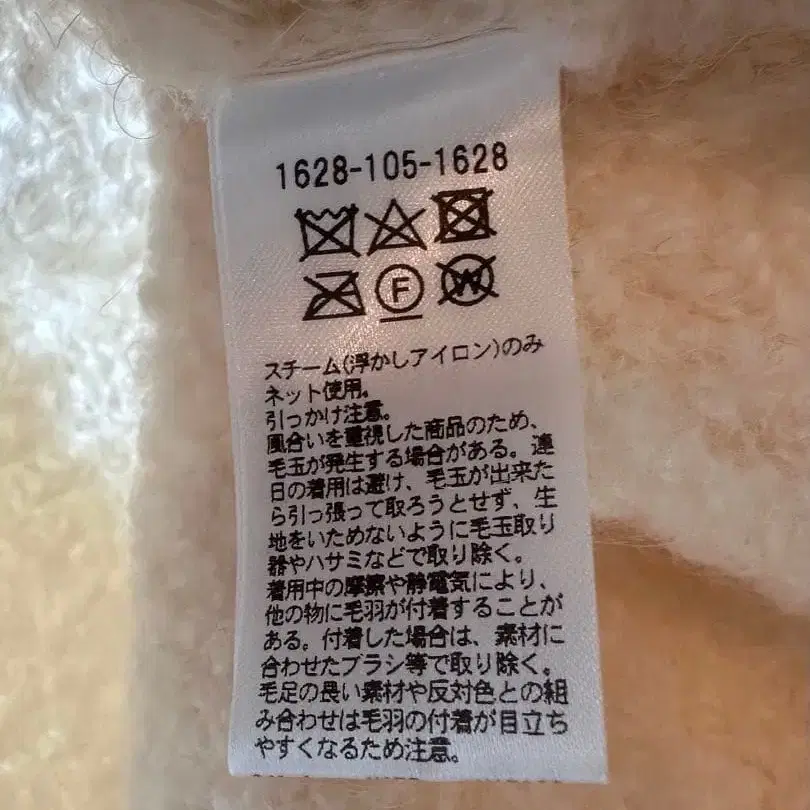 1628-105-1628
F W
スチーム(浮かしアイロン)のみ
ネット使用。
引っかけ注意。
風合いを重視した商品のため、
毛玉が発生する場合がある。連
日の着用は避け、毛玉が出来た
ら引っ張って取ろうとせず、生
地をいためないように毛玉取り
器やハサミなどで取り除く。
着用中の摩擦や静電気により、
他の物に毛羽が付着することが
ある。付着した場合は、素材に
合わせたブラシ等で取り除く。
毛足の長い素材や反対色との組
み合わせは毛羽の付着が目立ち
やすくなるため注意。